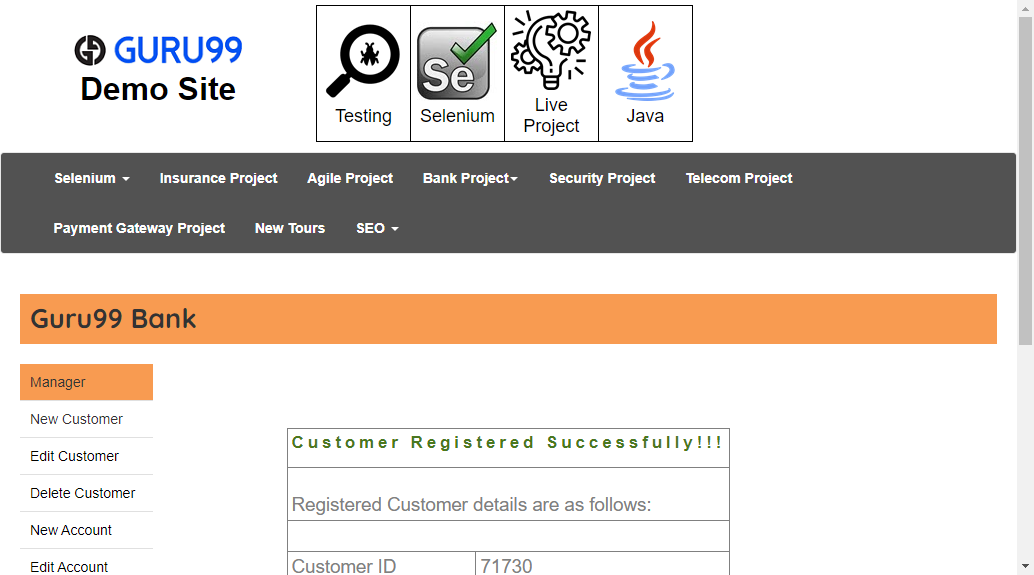 GURU99
Demo Site
Testing
Se
Selenium
Live
Project
Java
Selenium
Insurance Project
Agile Project
Bank Project
Security Project
Telecom Project
Payment Gateway Project
New Tours
SEO
Guru99 Bank
Manager
New Customer
Edit Customer
Delete Customer
New Account
Edit Account
Customer Registered Successfully!!!
Registered Customer details are as follows:
Customer ID 71730